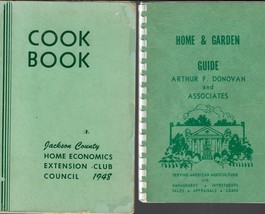 COOK
BOOK
Jackson County
HOME ECONOMICS
EXTENSION CLUB
COUNCIL 1948
HOME & GARDEN
GUIDE
ARTHUR F. DONOVAN
and
ASSOCIATES
SERVING AMERICAN AGRICULTURE
MANAGEMENT • INVESTMENTS
SALES • APPRAISALS • LOANS